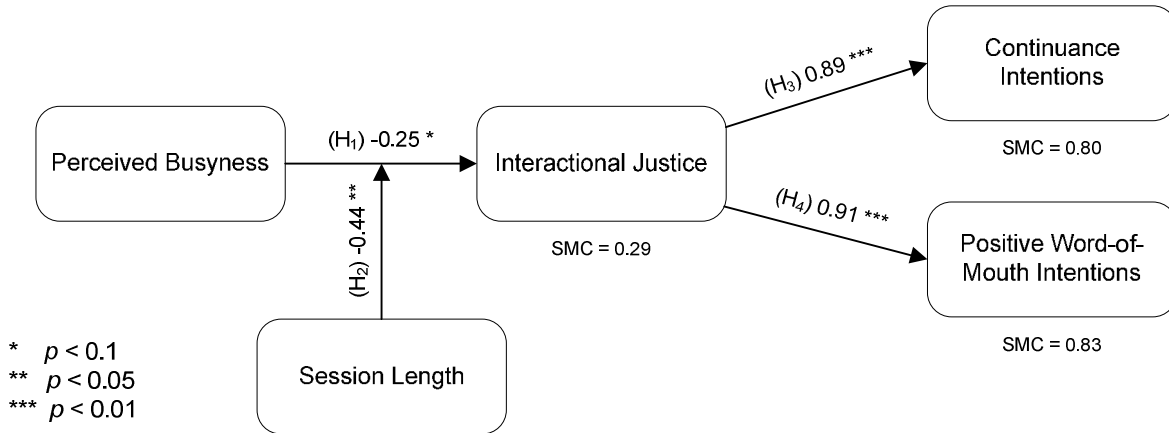 Continuance
Intentions
(H₃) 0.89 ***
SMC = 0.80
Perceived Busyness
(H₁) -0.25 *
Interactional Justice
SMC = 0.29
(H₄) 0.91 ***
Positive Word-of-
Mouth Intentions
SMC = 0.83
(H₂) -0.44 **
Session Length
* p < 0.1
** p < 0.05
*** p < 0.01